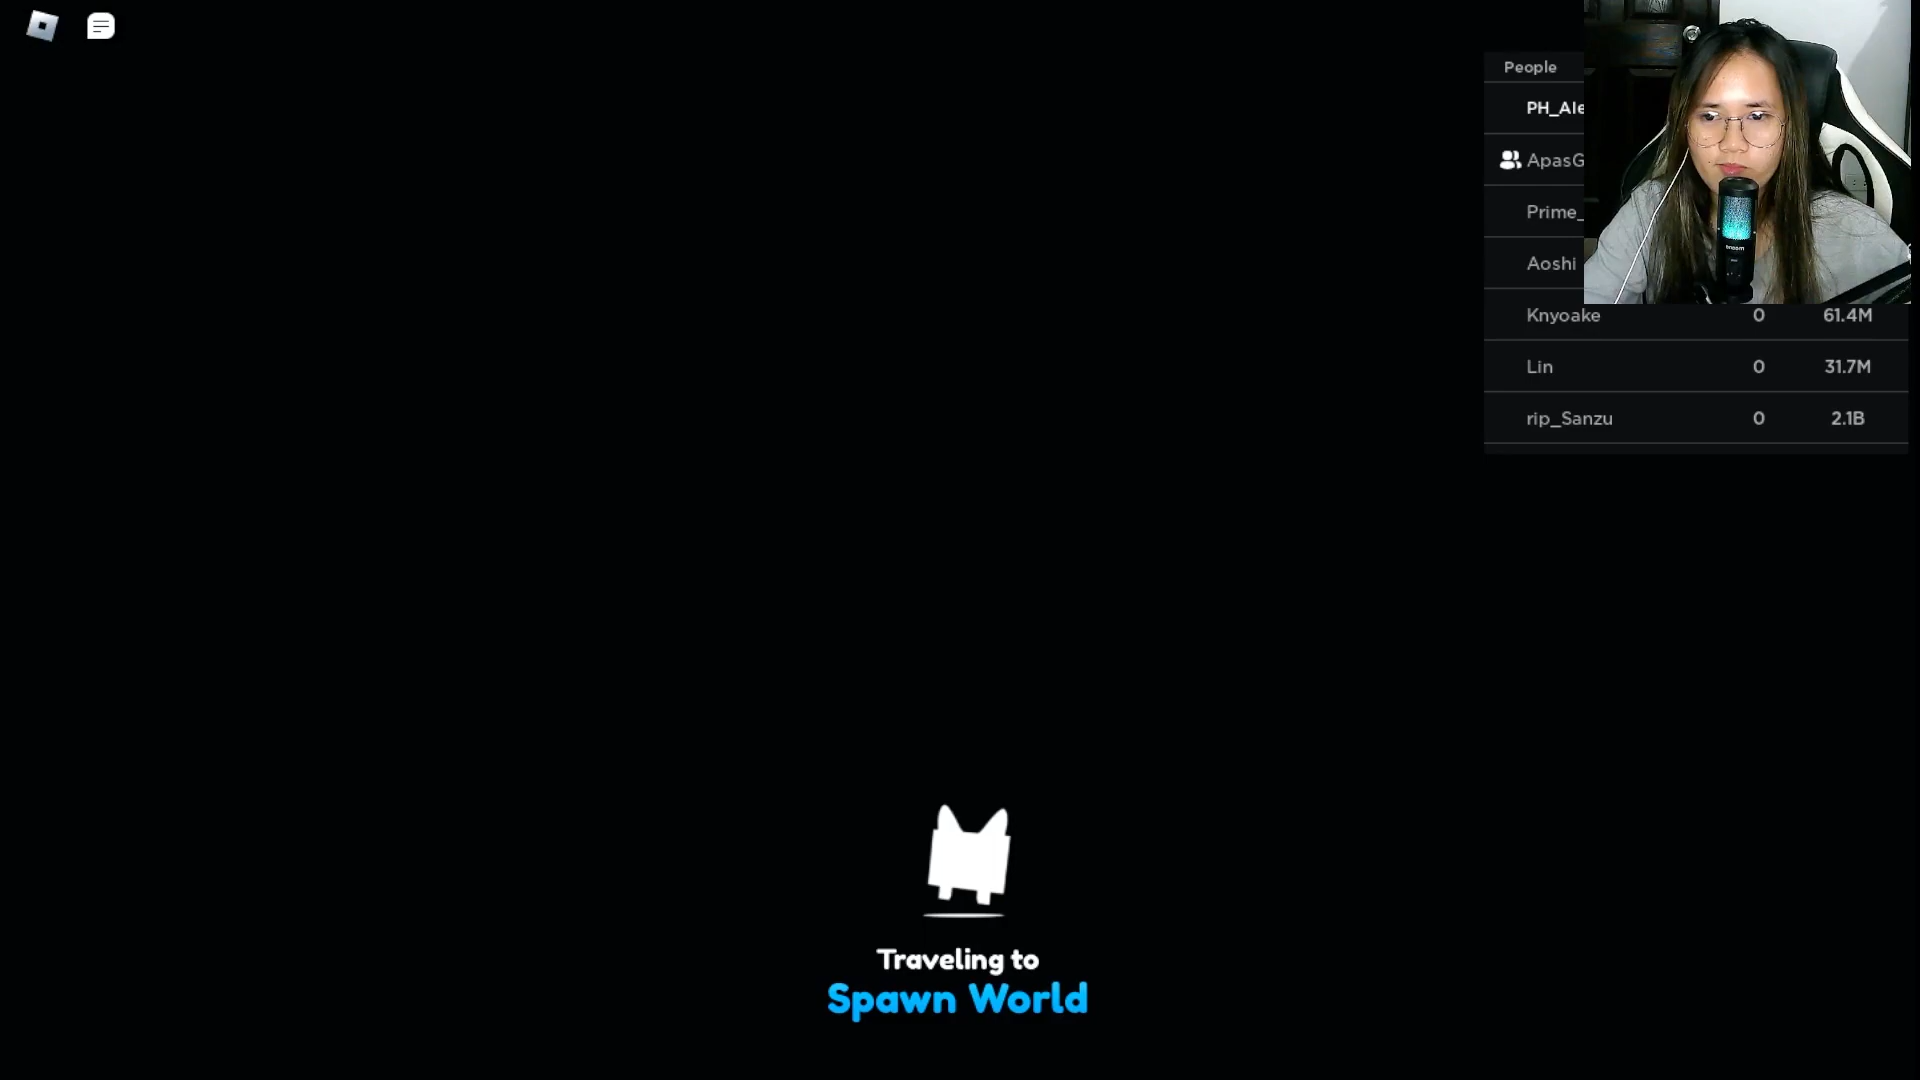 People
PH_Ale
ApasG
Prime_
Aoshi
Knyoake 0 61.4M
Lin 0 31.7M
rip_Sanzu 0 2.1B
Traveling to
Spawn World